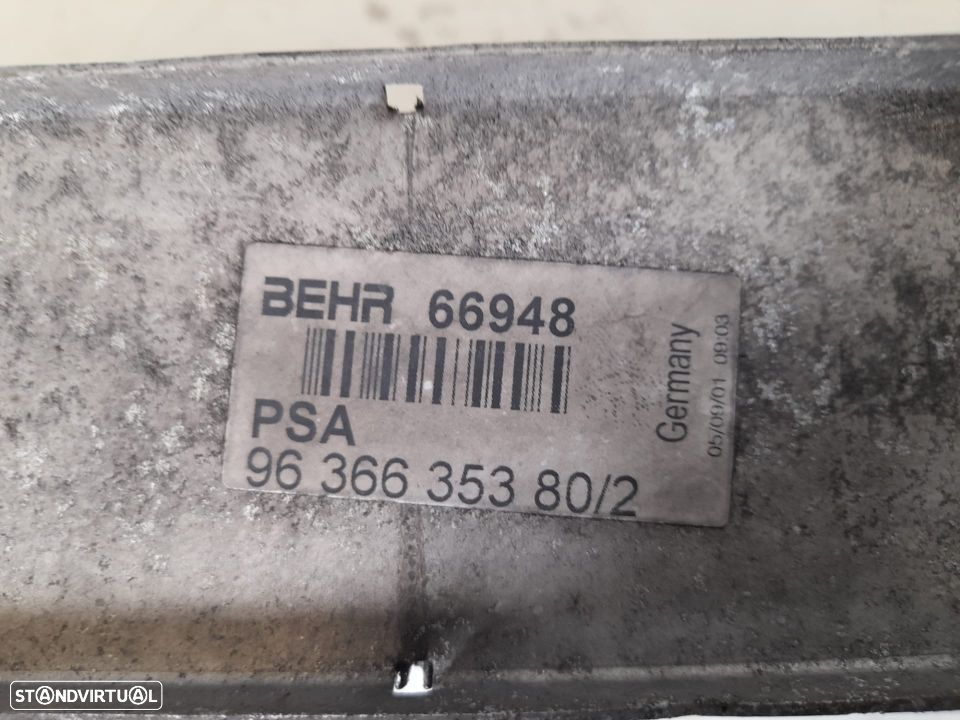 BEHR 66948
PSA
96 366 353 80/2
Germany
05/09/01 09:03
STANDVIRTUAL